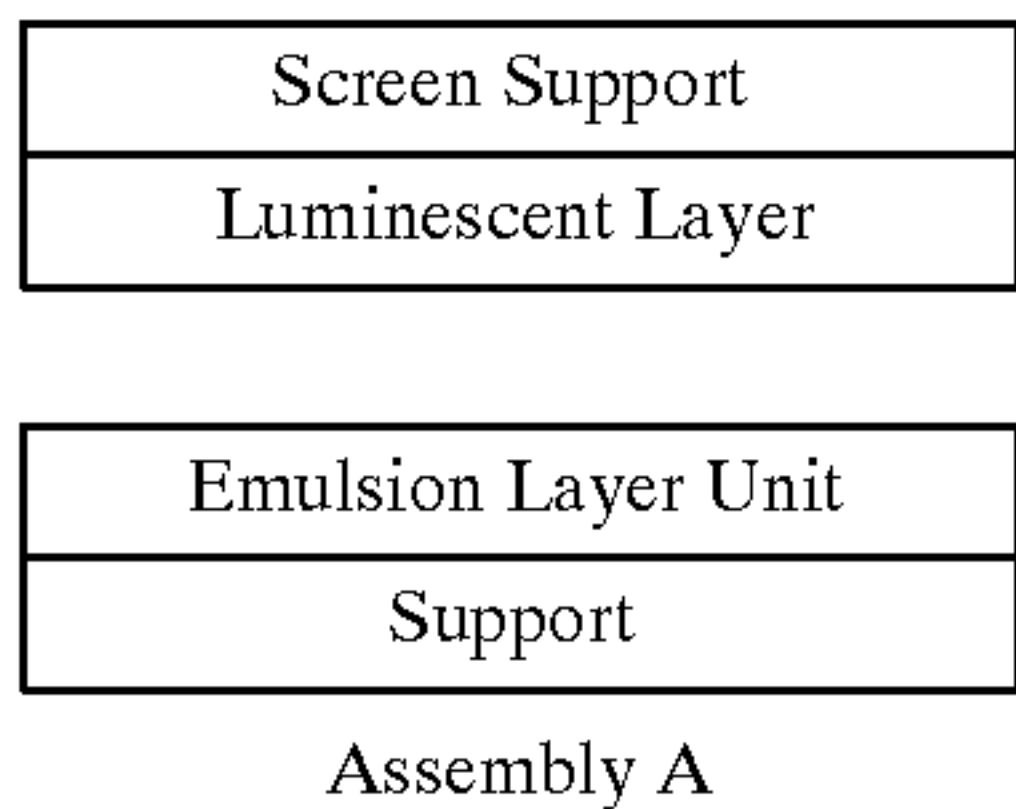 Screen Support
Luminescent Layer
Emulsion Layer Unit
Support
Assembly A